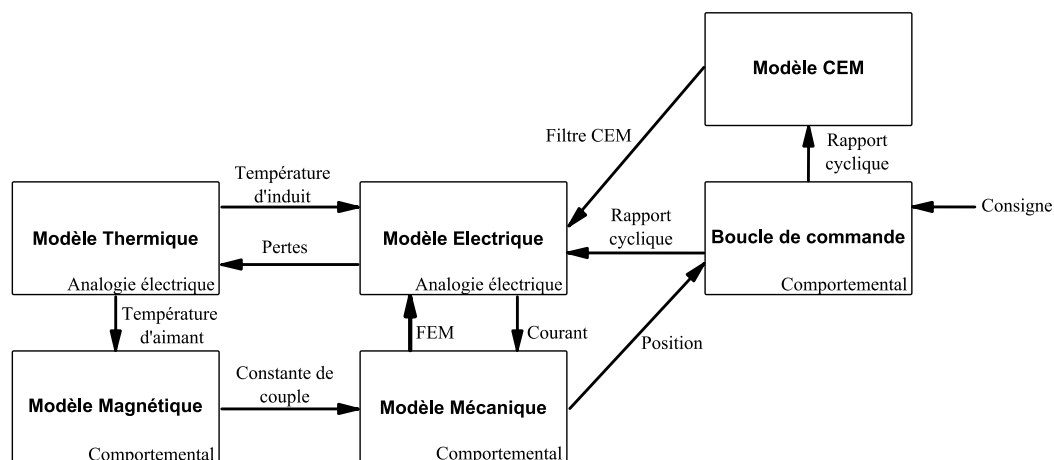 Modèle CEM
Filtre CEM
Rapport
cyclique
Température
d'induit
Rapport
cyclique
Consigne
Modèle Thermique
Modèle Electrique
Boucle de commande
Pertes
Analogie électrique
Analogie électrique
Comportemental
Température
d'aimant
FEM
Courant
Position
Constante de
couple
Modèle Magnétique
Modèle Mécanique
Comportemental
Comportemental